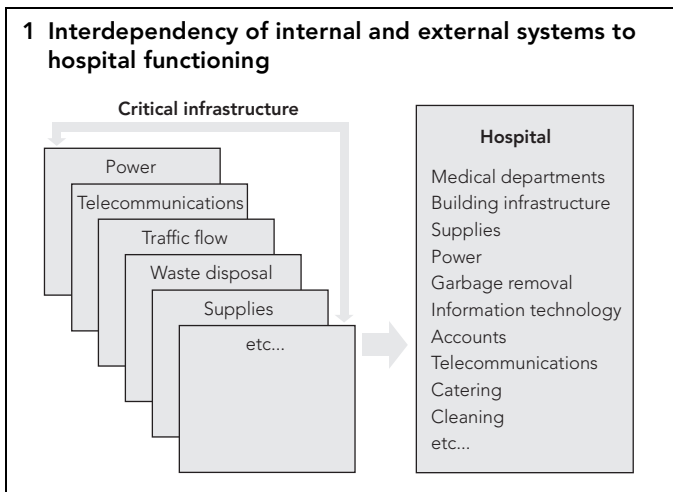 1 Interdependency of internal and external systems to
hospital functioning
Critical infrastructure
Power
Telecommunications
Traffic flow
Waste disposal
Supplies
etc...
Hospital
Medical departments
Building infrastructure
Supplies
Power
Garbage removal
Information technology
Accounts
Telecommunications
Catering
Cleaning
etc...